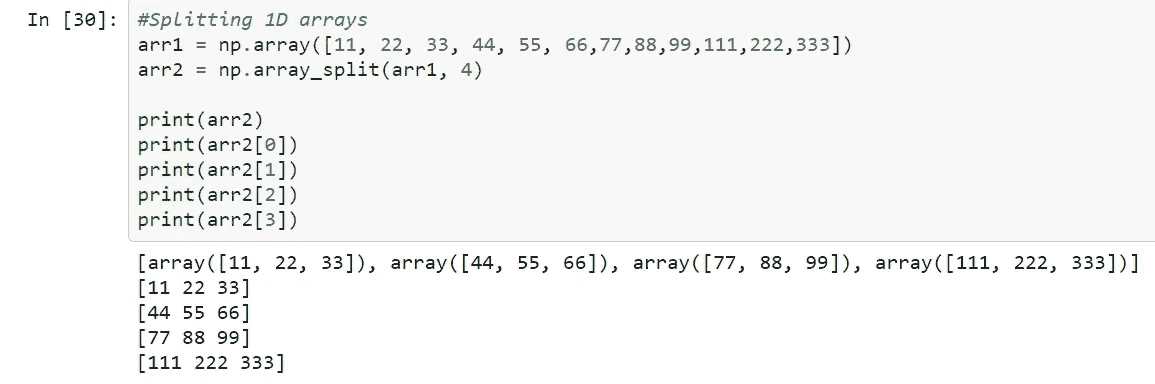 In [30]: #Splitting 1D arrays
arr1 = np.array([11, 22, 33, 44, 55, 66,77,88,99,111,222,333])
arr2 = np.array_split(arr1, 4)
print(arr2)
print(arr2[0])
print(arr2[1])
print(arr2[2])
print(arr2[3])
[array([11, 22, 33]), array([44, 55, 66]), array([77, 88, 99]), array([111, 222, 333])]
[11 22 33]
[44 55 66]
[77 88 99]
[111 222 333]